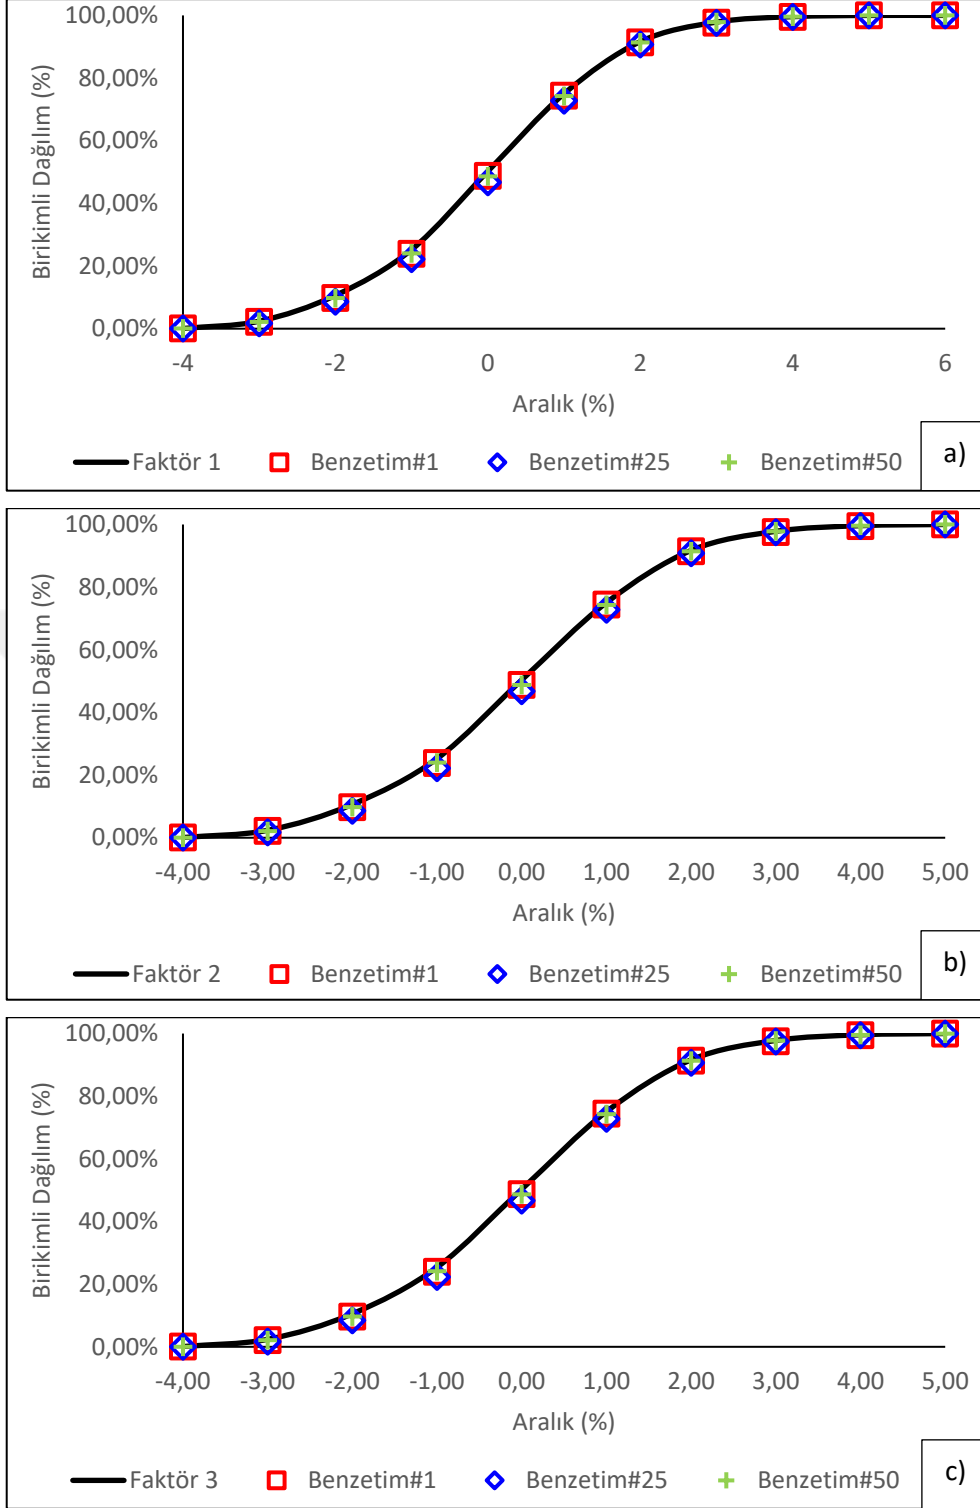 100,00%
80,00%
60,00%
40,00%
20,00%
0,00%
Birikimli Dağılım (%)
-4 -2 0 2 4 6
Aralık (%)
Faktör 1 Benzetim#1 Benzetim#25 Benzetim#50
a)
100,00%
80,00%
60,00%
40,00%
20,00%
0,00%
Birikimli Dağılım (%)
-4,00 -3,00 -2,00 -1,00 0,00 1,00 2,00 3,00 4,00 5,00
Aralık (%)
Faktör 2 Benzetim#1 Benzetim#25 Benzetim#50
b)
100,00%
80,00%
60,00%
40,00%
20,00%
0,00%
Birikimli Dağılım (%)
-4,00 -3,00 -2,00 -1,00 0,00 1,00 2,00 3,00 4,00 5,00
Aralık (%)
Faktör 3 Benzetim#1 Benzetim#25 Benzetim#50
c)